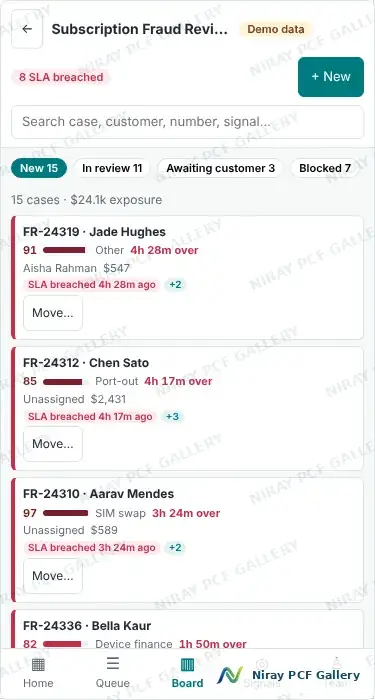 ← Subscription Fraud Revi... Demo data
8 SLA breached + New
Search case, customer, number, signal...
New 15 In review 11 Awaiting customer 3 Blocked 7
15 cases · $24.1k exposure
FR-24319 · Jade Hughes
91 Other 4h 28m over
Aisha Rahman $547
SLA breached 4h 28m ago +2
Move...
FR-24312 · Chen Sato
85 Port-out 4h 17m over
Unassigned $2,431
SLA breached 4h 17m ago +3
Move...
FR-24310 · Aarav Mendes
97 SIM swap 3h 24m over
Unassigned $589
SLA breached 3h 24m ago +2
Move...
FR-24336 · Bella Kaur
82 Device finance 1h 50m over
Home Queue Board
Niray PCF Gallery
NIRAY PCF GALLERY